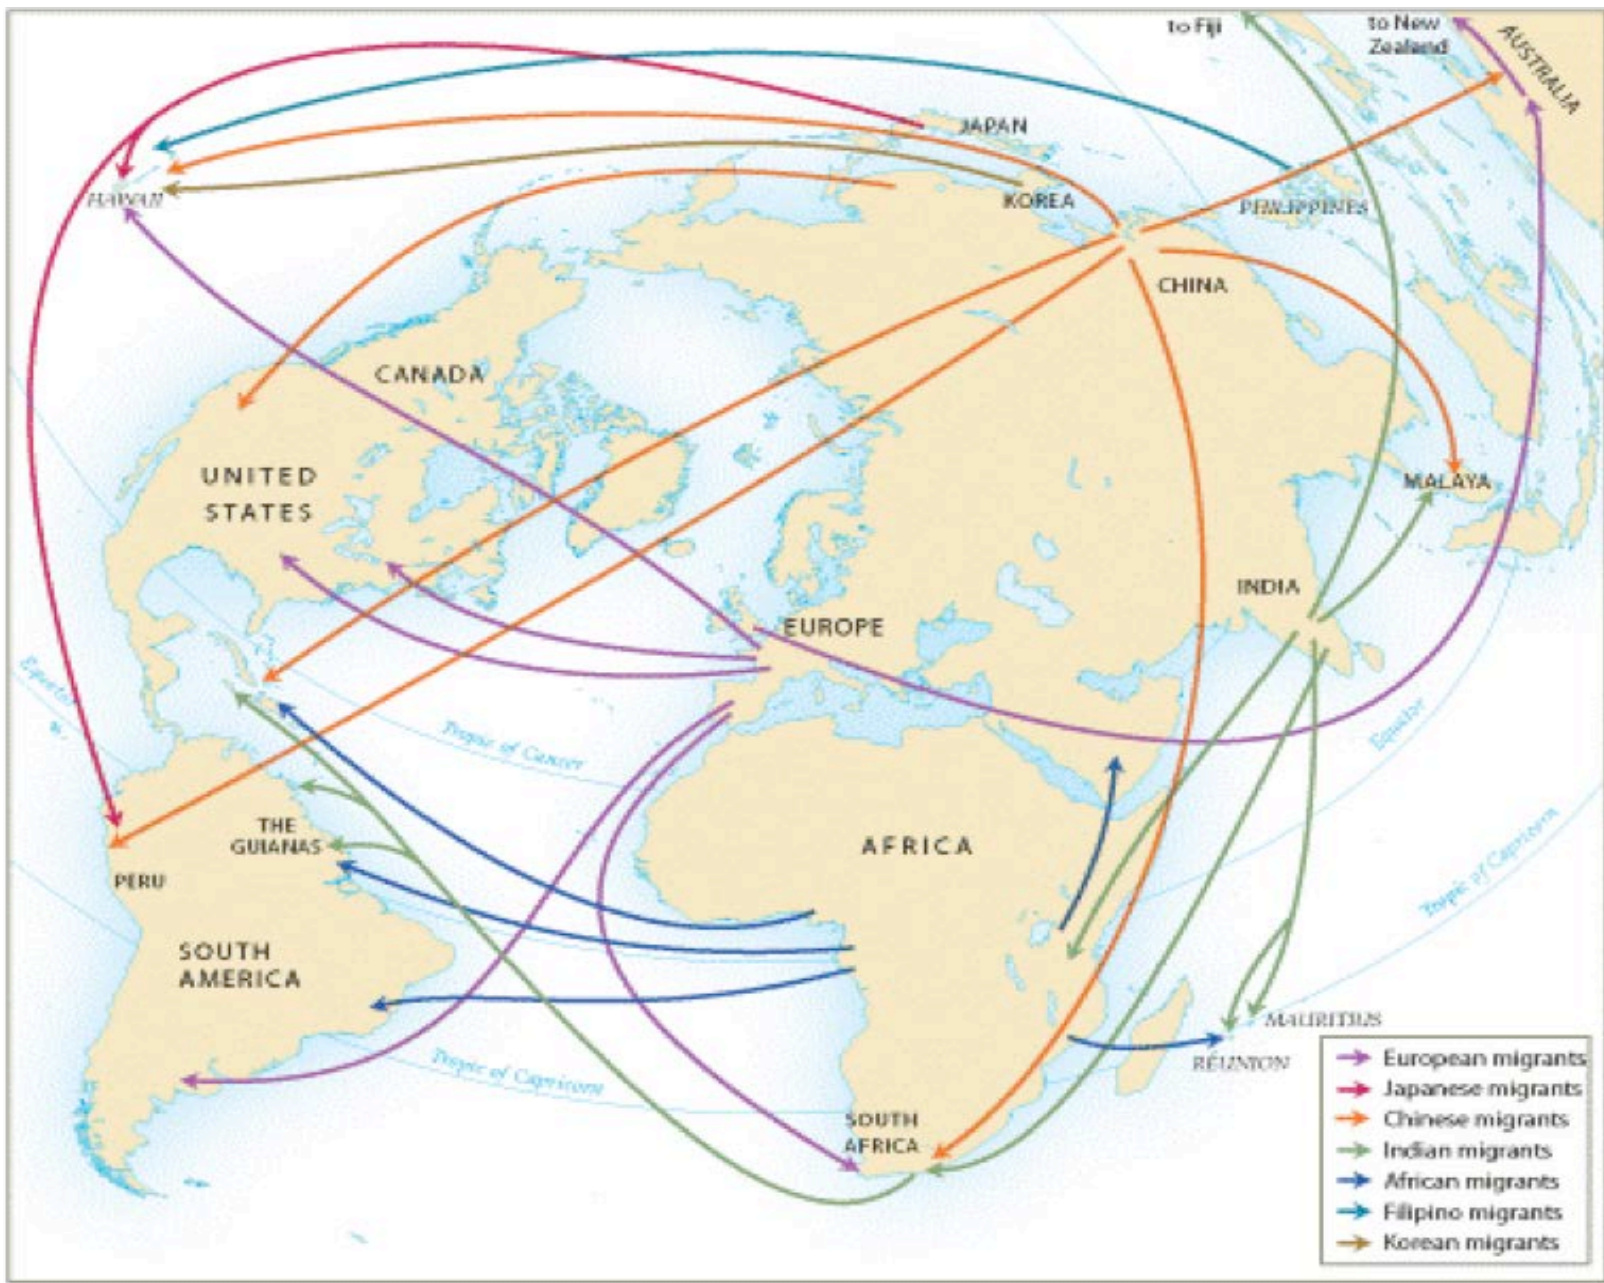 to Fiji
to New
Zealand
AUSTRALIA
JAPAN
HAWAII
KOREA
PHILIPPINES
CHINA
CANADA
UNITED
STATES
MALAYA
INDIA
EUROPE
Equator
Tropic of Cancer
Equator
THE
GUIANAS
AFRICA
PERU
Tropic of Capricorn
SOUTH
AMERICA
MAURITIUS
RÉUNION
Tropic of Capricorn
SOUTH
AFRICA
European migrants
Japanese migrants
Chinese migrants
Indian migrants
African migrants
Filipino migrants
Korean migrants